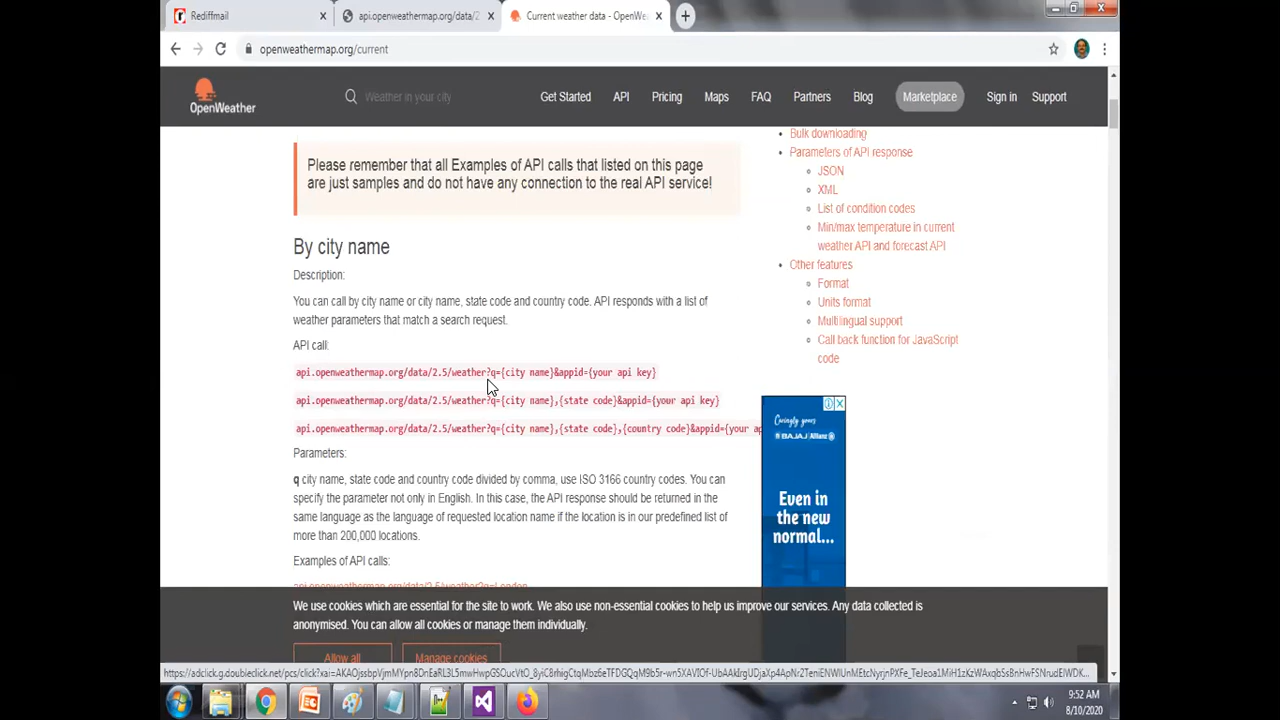 Rediffmail
api.openweathermap.org/data/2
Current weather data - OpenWe
openweathermap.org/current
OpenWeather
Weather in your city
Get Started API Pricing Maps FAQ Partners Blog Marketplace Sign in Support
Please remember that all Examples of API calls that listed on this page
are just samples and do not have any connection to the real API service!
By city name
Description:
You can call by city name or city name, state code and country code. API responds with a list of
weather parameters that match a search request.
API call:
api.openweathermap.org/data/2.5/weather?q={city name}&appid={your api key}
api.openweathermap.org/data/2.5/weather?q={city name},{state code}&appid={your api key}
api.openweathermap.org/data/2.5/weather?q={city name},{state code},{country code}&appid={your ap
Parameters:
q city name, state code and country code divided by comma, use ISO 3166 country codes. You can
specify the parameter not only in English. In this case, the API response should be returned in the
same language as the language of requested location name if the location is in our predefined list of
more than 200,000 locations.
Examples of API calls:
api.openweathermap.org/data/2.5/weather?q=London
Bulk downloading
Parameters of API response
JSON
XML
List of condition codes
Min/max temperature in current
weather API and forecast API
Other features
Format
Units format
Multilingual support
Call back function for JavaScript
code
Caringly yours
BAJAJ Allianz
Even in
the new
normal...
We use cookies which are essential for the site to work. We also use non-essential cookies to help us improve our services. Any data collected is
anonymised. You can allow all cookies or manage them individually.
Allow all Manage cookies
9:52 AM
8/10/2020